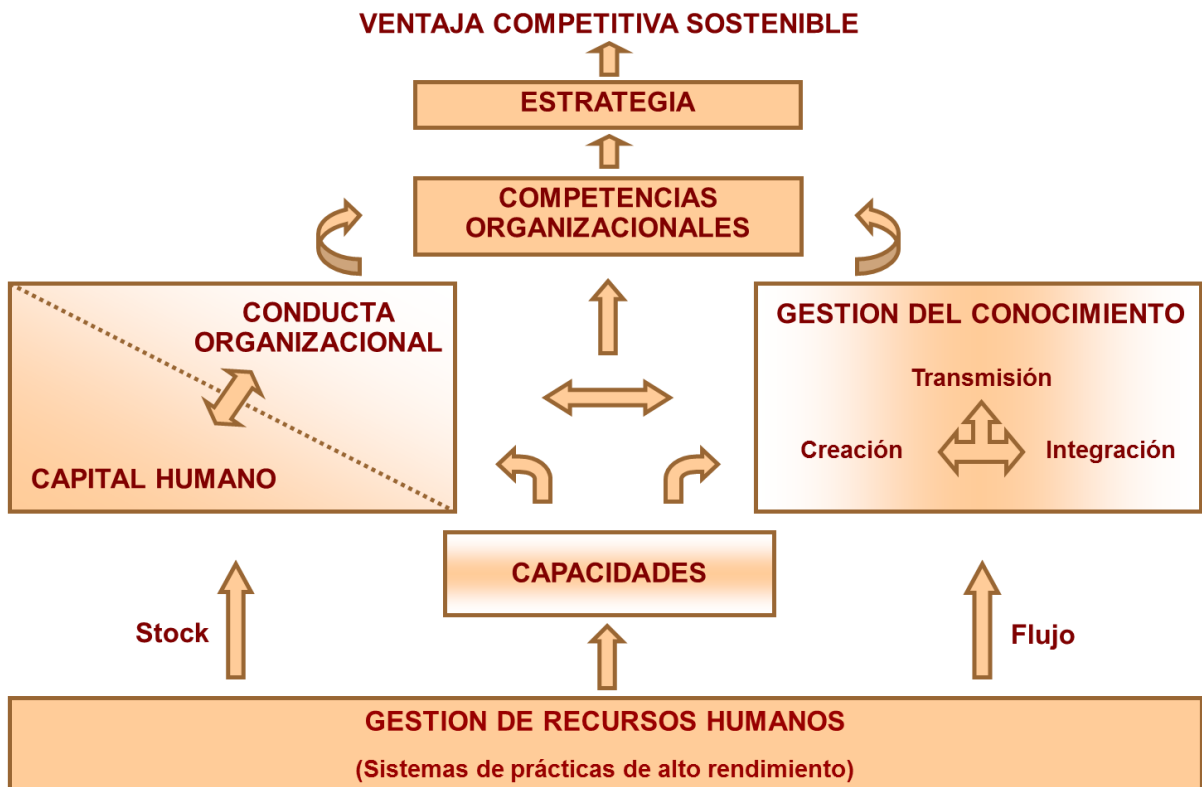 VENTAJA COMPETITIVA SOSTENIBLE
ESTRATEGIA
COMPETENCIAS
ORGANIZACIONALES
CONDUCTA
ORGANIZACIONAL
CAPITAL HUMANO
GESTION DEL CONOCIMIENTO
Transmisión
Creación
Integración
CAPACIDADES
Stock
Flujo
GESTION DE RECURSOS HUMANOS
(Sistemas de prácticas de alto rendimiento)